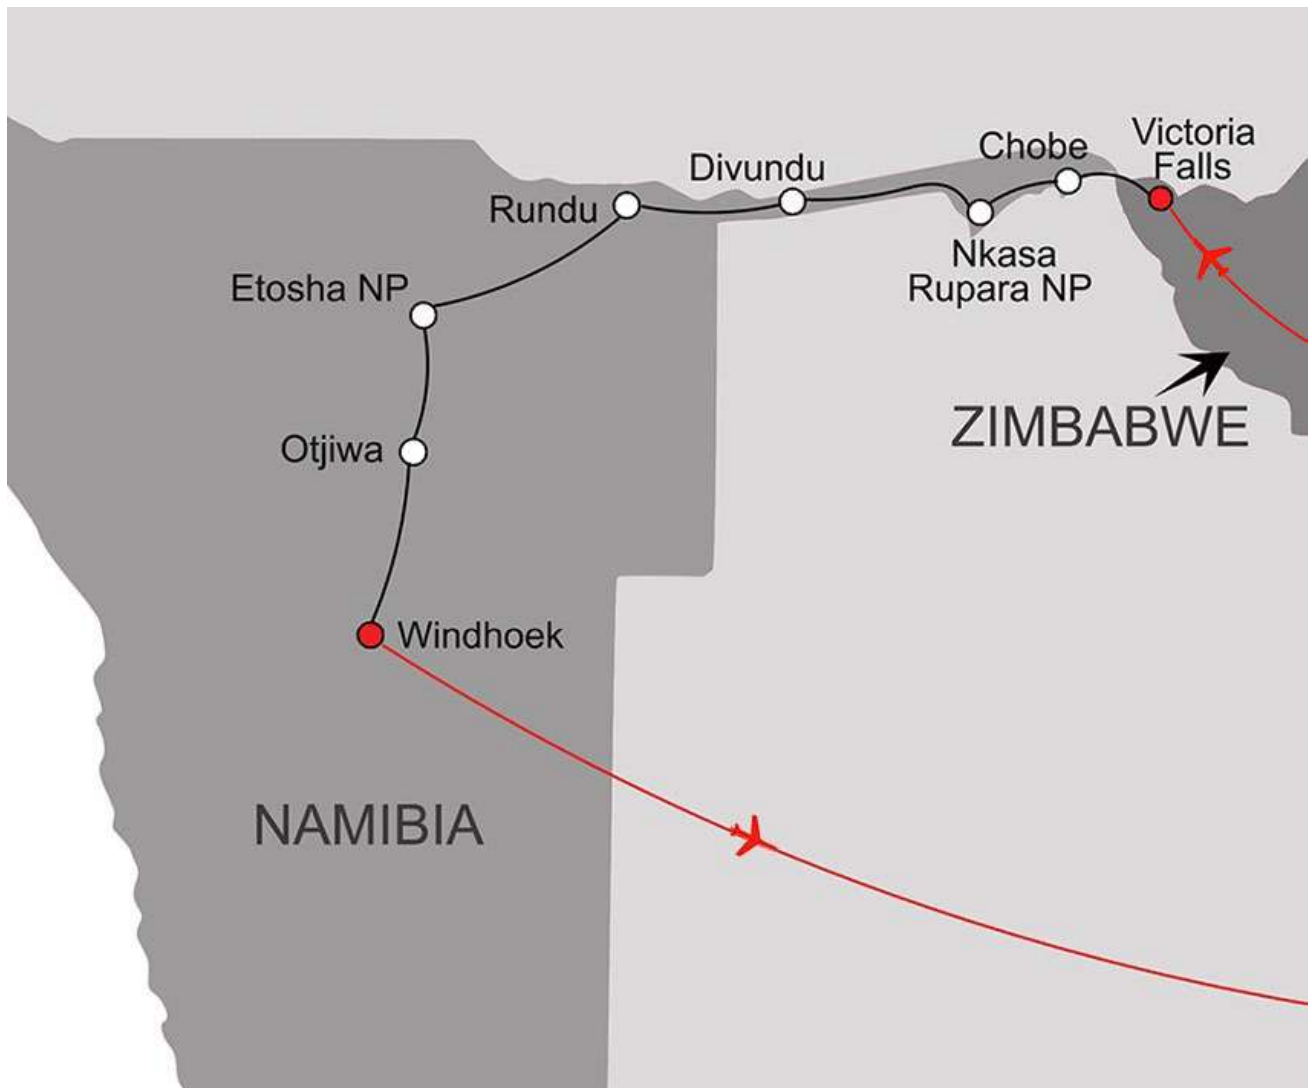 Victoria
Falls
Chobe
Divundu
Rundu
Nkasa
Rupara NP
Etosha NP
ZIMBABWE
Otjiwa
Windhoek
NAMIBIA